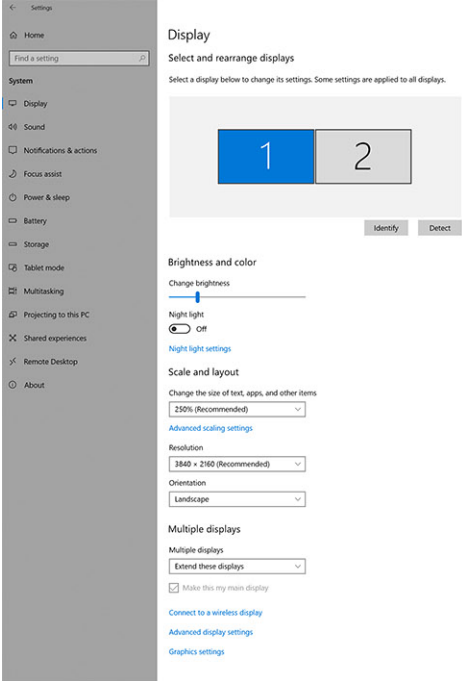 Settings
Home
Find a setting
System
Display
Sound
Notifications & actions
Focus assist
Power & sleep
Battery
Storage
Tablet mode
Multitasking
Projecting to this PC
Shared experiences
Remote Desktop
About
Display
Select and rearrange displays
Select a display below to change its settings. Some settings are applied to all displays.
1
2
Identify
Detect
Brightness and color
Change brightness
Night light
Off
Night light settings
Scale and layout
Change the size of text, apps, and other items
250% (Recommended)
Advanced scaling settings
Resolution
3840 × 2160 (Recommended)
Orientation
Landscape
Multiple displays
Multiple displays
Extend these displays
Make this my main display
Connect to a wireless display
Advanced display settings
Graphics settings